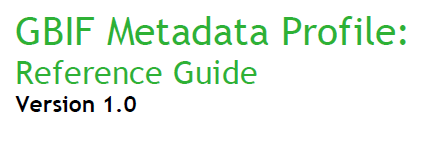 GBIF Metadata Profile:
Reference Guide
Version 1.0